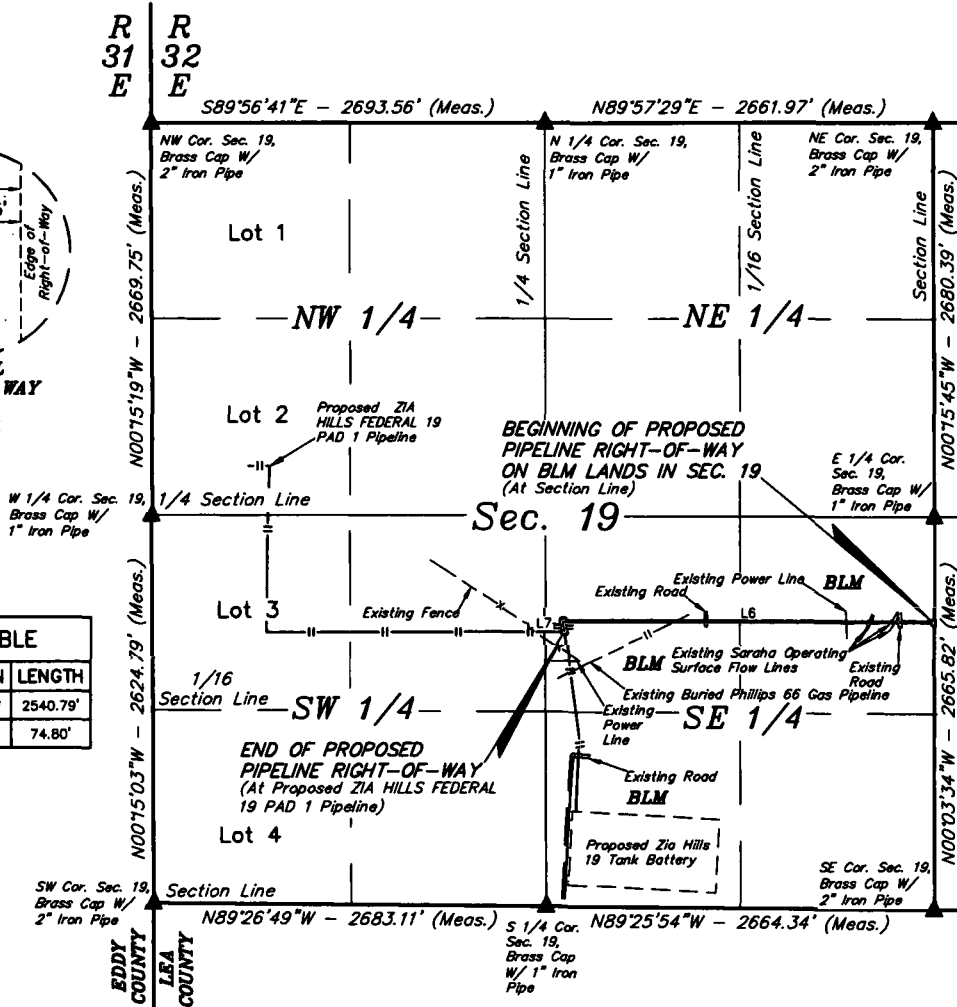 R R
31 32
E E
S89°56'41"E - 2693.56' (Meas.)
N89°57'29"E - 2661.97' (Meas.)
NW Cor. Sec. 19,
Brass Cap W/
2" Iron Pipe
N 1/4 Cor. Sec. 19,
Brass Cap W/
1" Iron Pipe
NE Cor. Sec. 19,
Brass Cap W/
2" Iron Pipe
1/4 Section Line
1/16 Section Line
Section Line
N00°15'19"W - 2669.75' (Meas.)
N00°15'45"W - 2680.39' (Meas.)
Edge of
Right-of-Way
WAY
Lot 1
NW 1/4
NE 1/4
Lot 2
Proposed ZIA
HILLS FEDERAL 19
PAD 1 Pipeline
BEGINNING OF PROPOSED
PIPELINE RIGHT-OF-WAY
ON BLM LANDS IN SEC. 19
(At Section Line)
E 1/4 Cor.
Sec. 19,
Brass Cap W/
1" Iron Pipe
W 1/4 Cor. Sec. 19,
Brass Cap W/
1" Iron Pipe
1/4 Section Line
Sec. 19
N00°15'03"W - 2624.79' (Meas.)
N00°03'34"W - 2665.82' (Meas.)
Lot 3
Existing Fence
L7
Existing Road
Existing Power Line
BLM
L6
BLM
Existing Saraha Operating
Surface Flow Lines
Existing
Road
Existing Buried Phillips 66 Gas Pipeline
Existing
Power
Line
BLE
N LENGTH
2540.79'
74.80'
1/16
Section Line
SW 1/4
SE 1/4
END OF PROPOSED
PIPELINE RIGHT-OF-WAY
(At Proposed ZIA HILLS FEDERAL
19 PAD 1 Pipeline)
Existing Road
BLM
Lot 4
Proposed Zia Hills
19 Tank Battery
SW Cor. Sec. 19,
Brass Cap W/
2" Iron Pipe
Section Line
SE Cor. Sec. 19,
Brass Cap W/
2" Iron Pipe
N89°26'49"W - 2683.11' (Meas.)
S 1/4 Cor.
Sec. 19,
Brass Cap
W/ 1" Iron
Pipe
N89°25'54"W - 2664.34' (Meas.)
EDDY
COUNTY
LEA
COUNTY